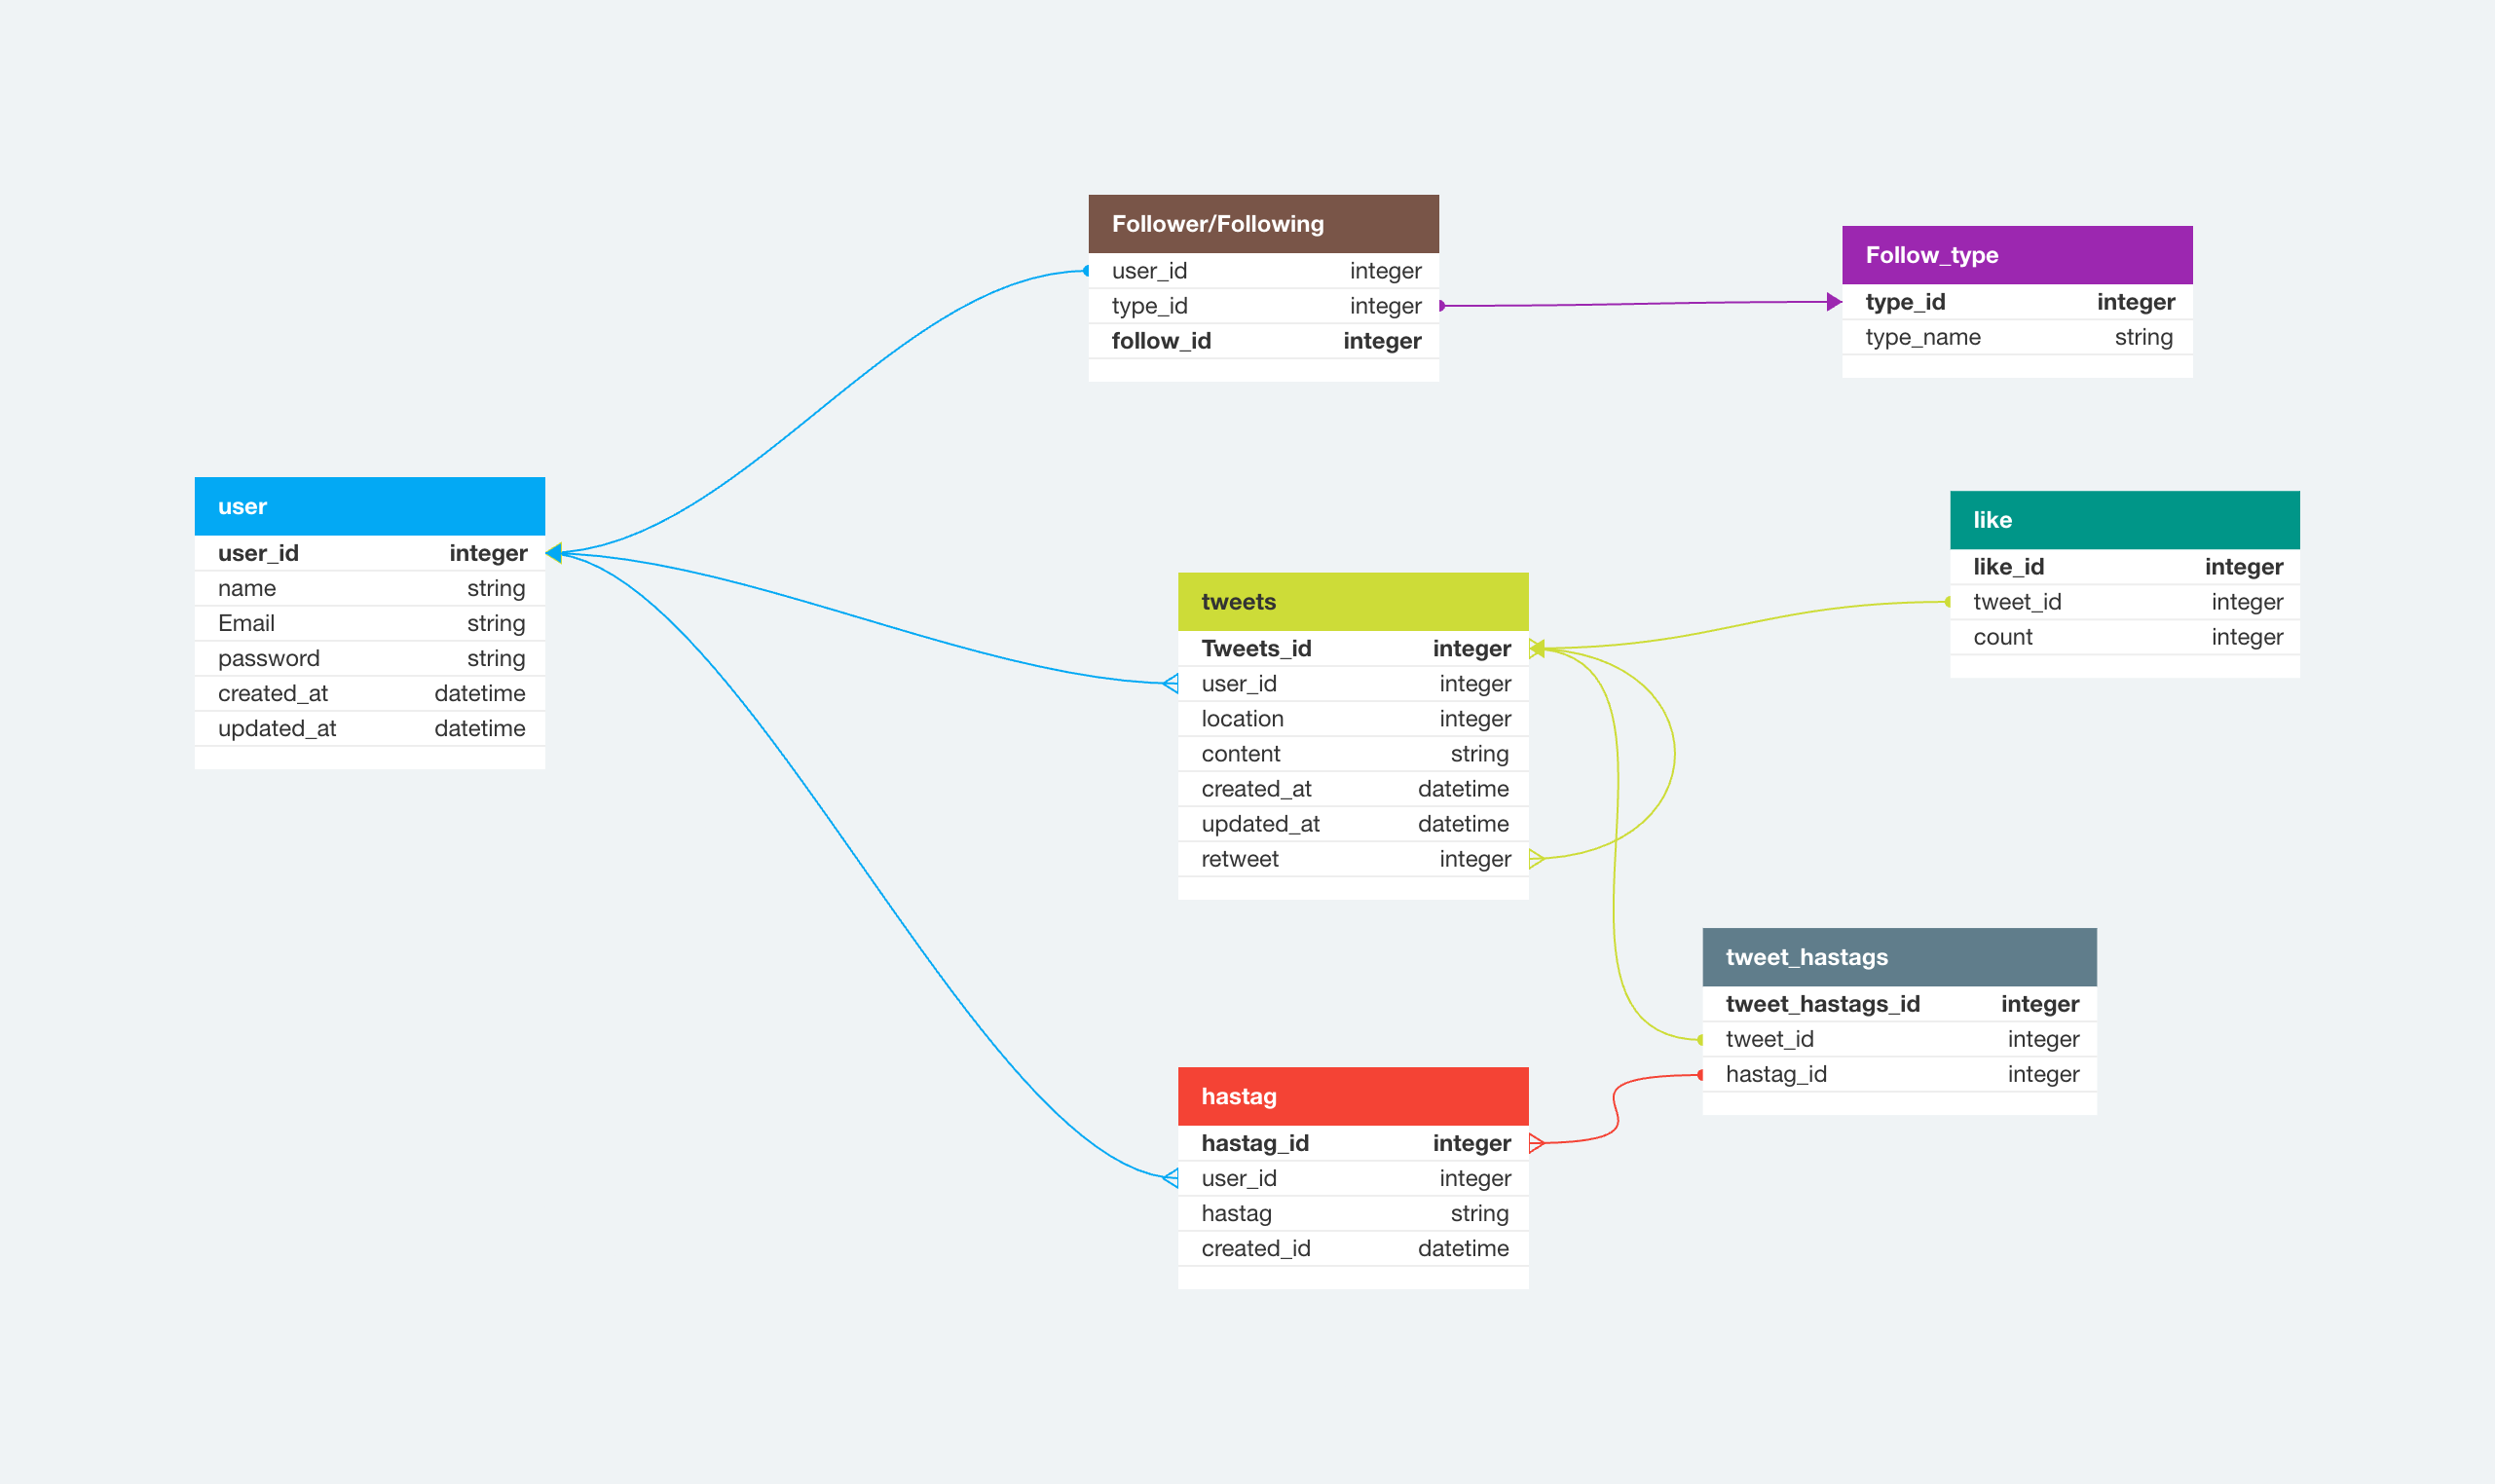 Follower/Following
user_id integer
type_id integer
follow_id integer
Follow_type
type_id integer
type_name string
user
user_id integer
name string
Email string
password string
created_at datetime
updated_at datetime
like
like_id integer
tweet_id integer
count integer
tweets
Tweets_id integer
user_id integer
location integer
content string
created_at datetime
updated_at datetime
retweet integer
tweet_hastags
tweet_hastags_id integer
tweet_id integer
hastag_id integer
hastag
hastag_id integer
user_id integer
hastag string
created_id datetime